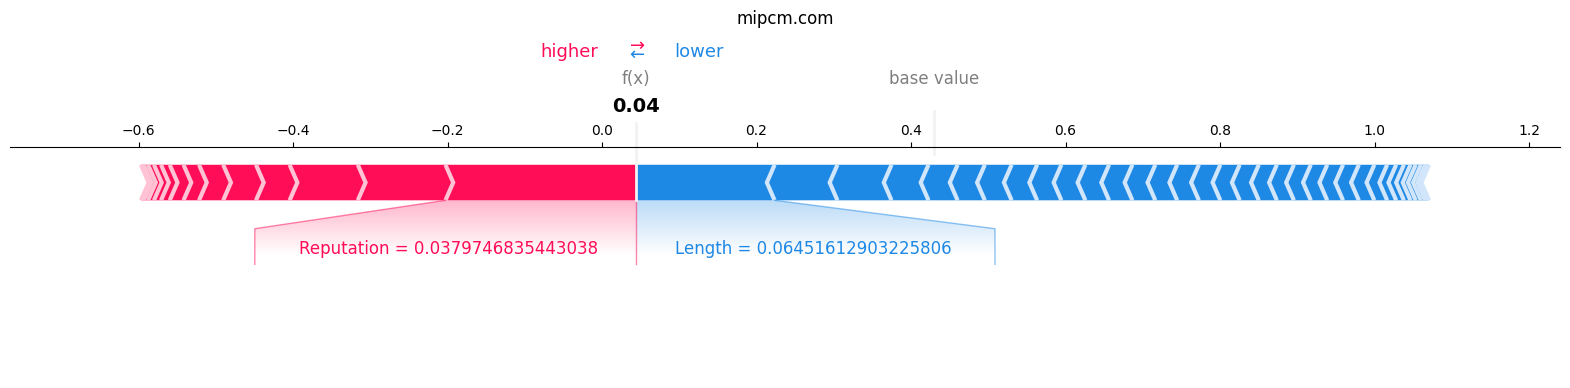 mipcm.com
higher ⇄ lower
f(x) base value
0.04
−0.6 −0.4 −0.2 0.0 0.2 0.4 0.6 0.8 1.0 1.2
Reputation = 0.0379746835443038 Length = 0.06451612903225806